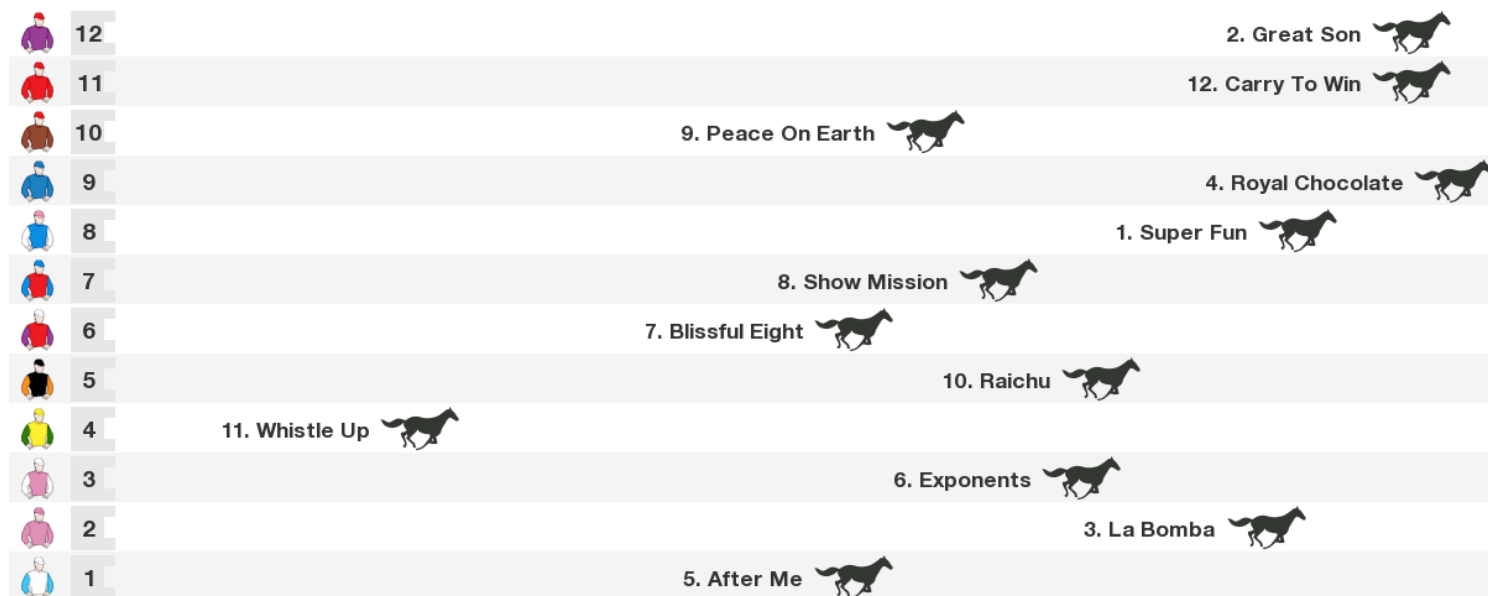 12 2. Great Son
11 12. Carry To Win
10 9. Peace On Earth
9 4. Royal Chocolate
8 1. Super Fun
7 8. Show Mission
6 7. Blissful Eight
5 10. Raichu
4 11. Whistle Up
3 6. Exponents
2 3. La Bomba
1 5. After Me